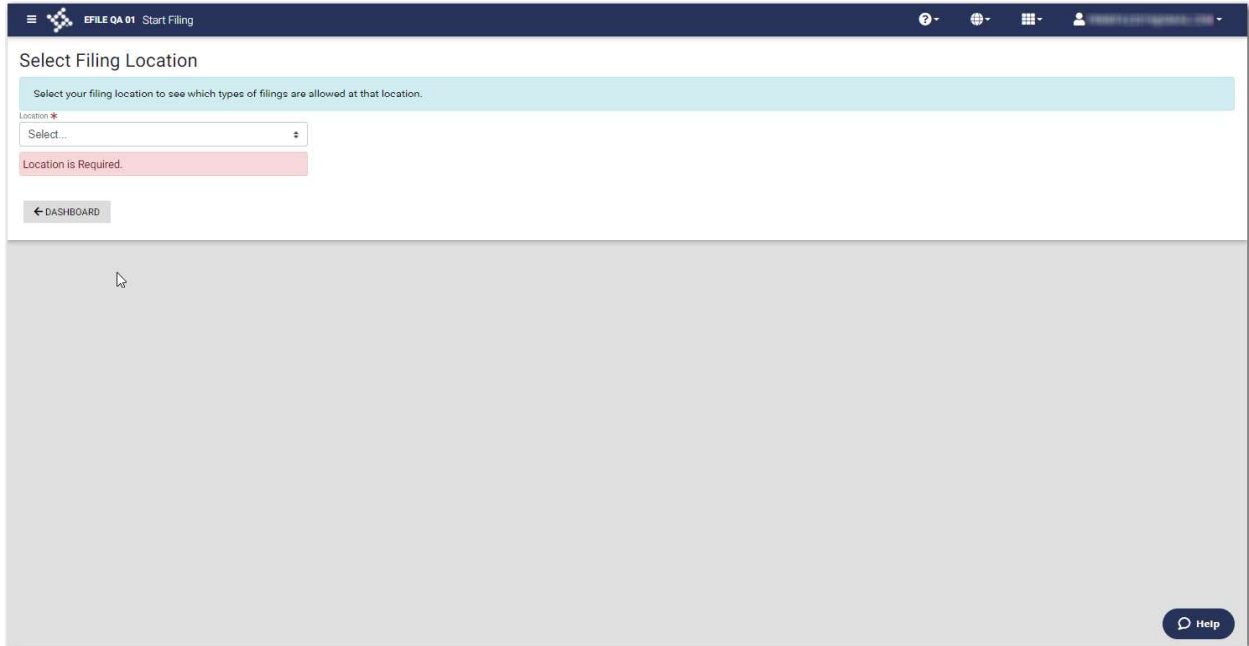 EFILE QA 01 Start Filing
Select Filing Location
Select your filing location to see which types of filings are allowed at that location.
Location *
Select...
Location is Required.
DASHBOARD
Help